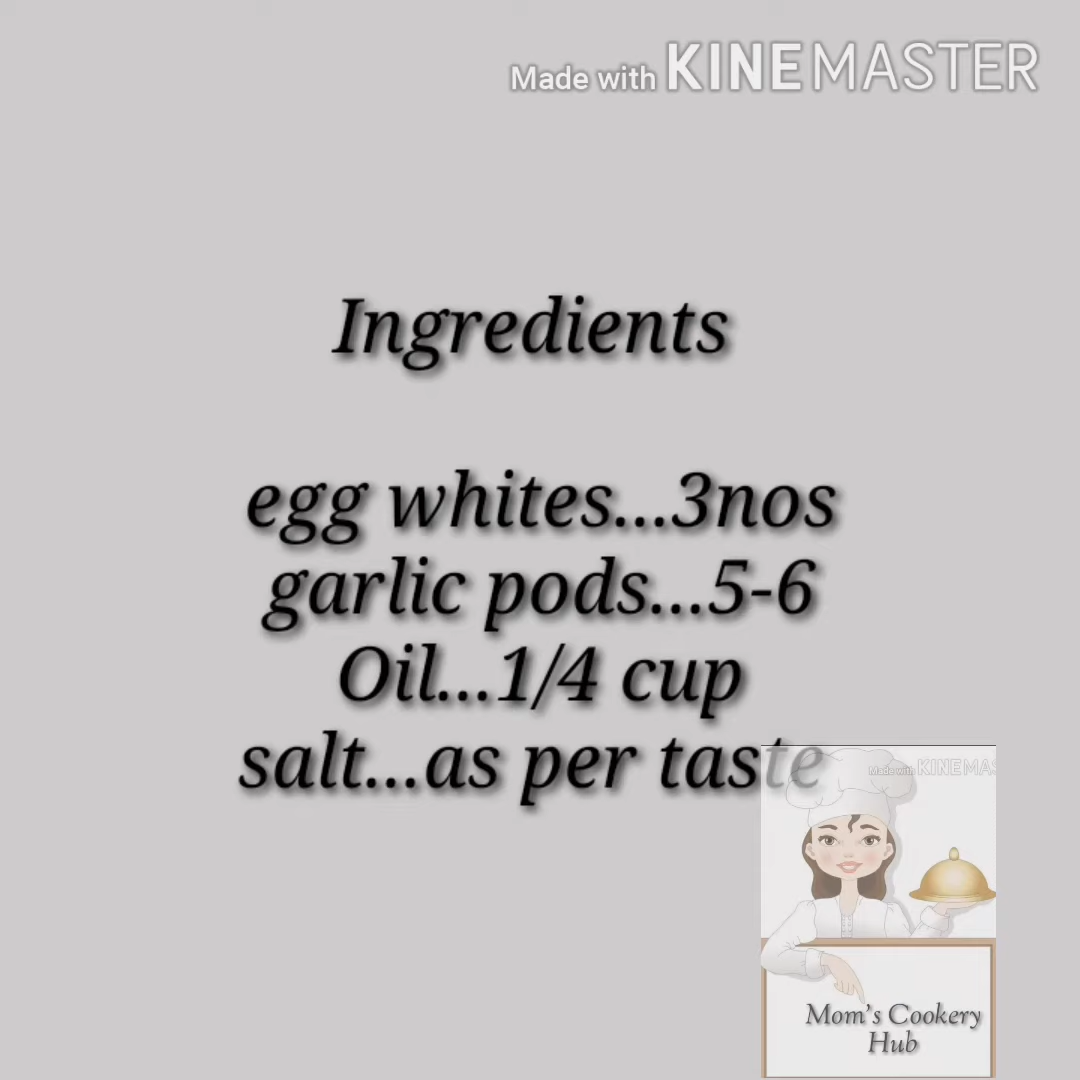 Made with KINEMASTER
Ingredients
egg whites...3nos
garlic pods...5-6
Oil...1/4 cup
salt...as per taste
Made with KINEMAS
Mom's Cookery
Hub